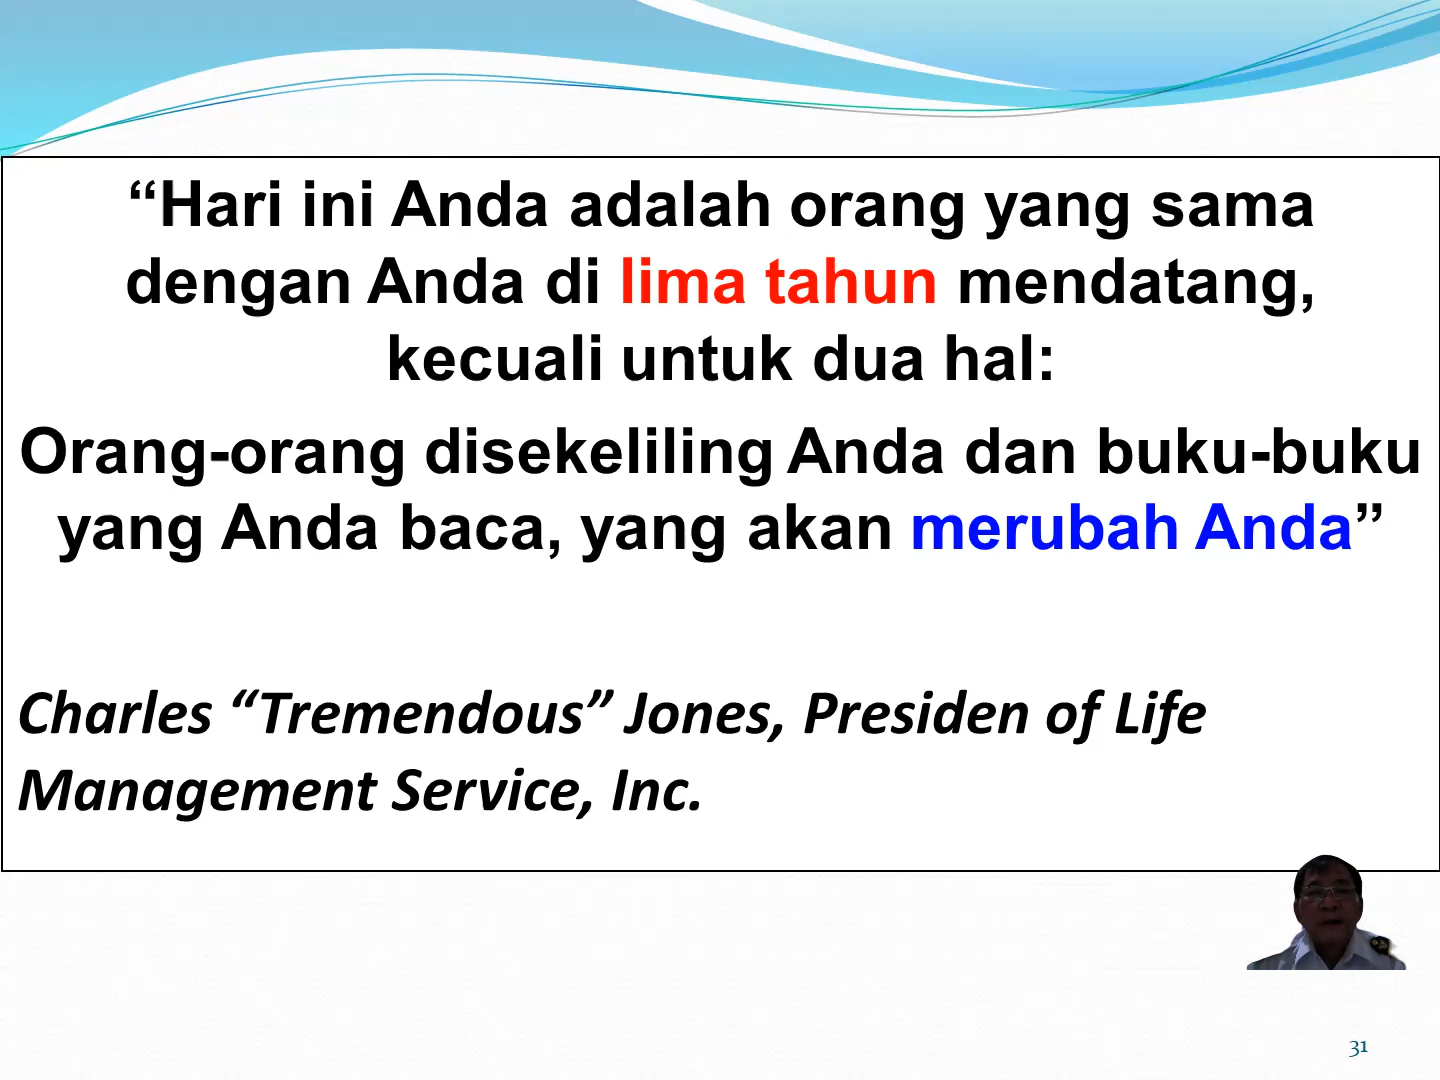 “Hari ini Anda adalah orang yang sama
dengan Anda di lima tahun mendatang,
kecuali untuk dua hal:
Orang-orang disekeliling Anda dan buku-buku
yang Anda baca, yang akan merubah Anda”
Charles “Tremendous” Jones, Presiden of Life
Management Service, Inc.
31